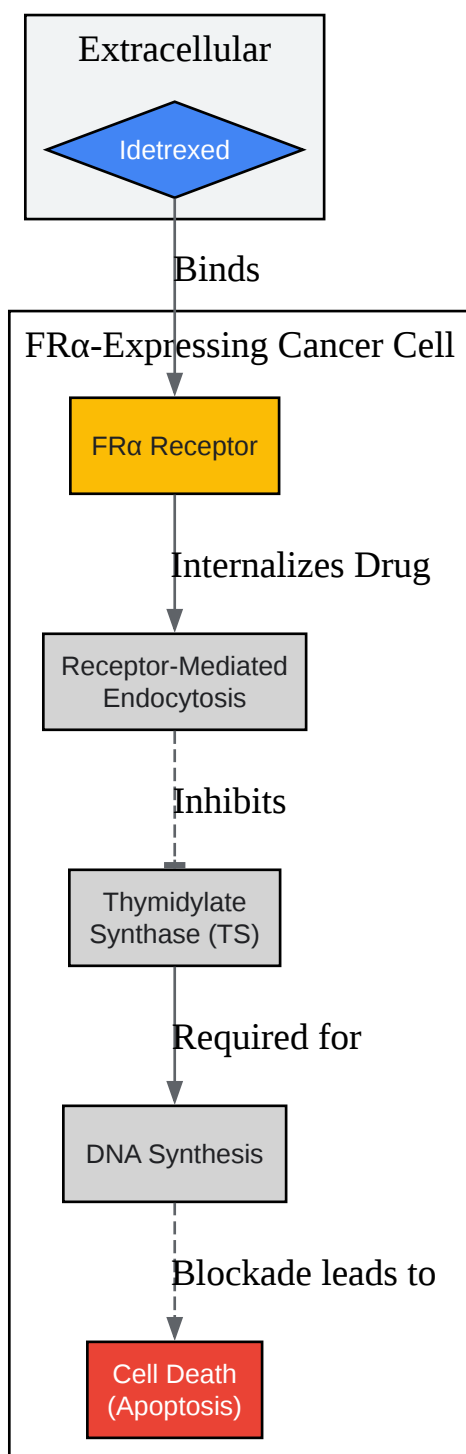 Extracellular
Idetrexed
Binds
FRα-Expressing Cancer Cell
FRα Receptor
Internalizes Drug
Receptor-Mediated
Endocytosis
Inhibits
Thymidylate
Synthase (TS)
Required for
DNA Synthesis
Blockade leads to
Cell Death
(Apoptosis)